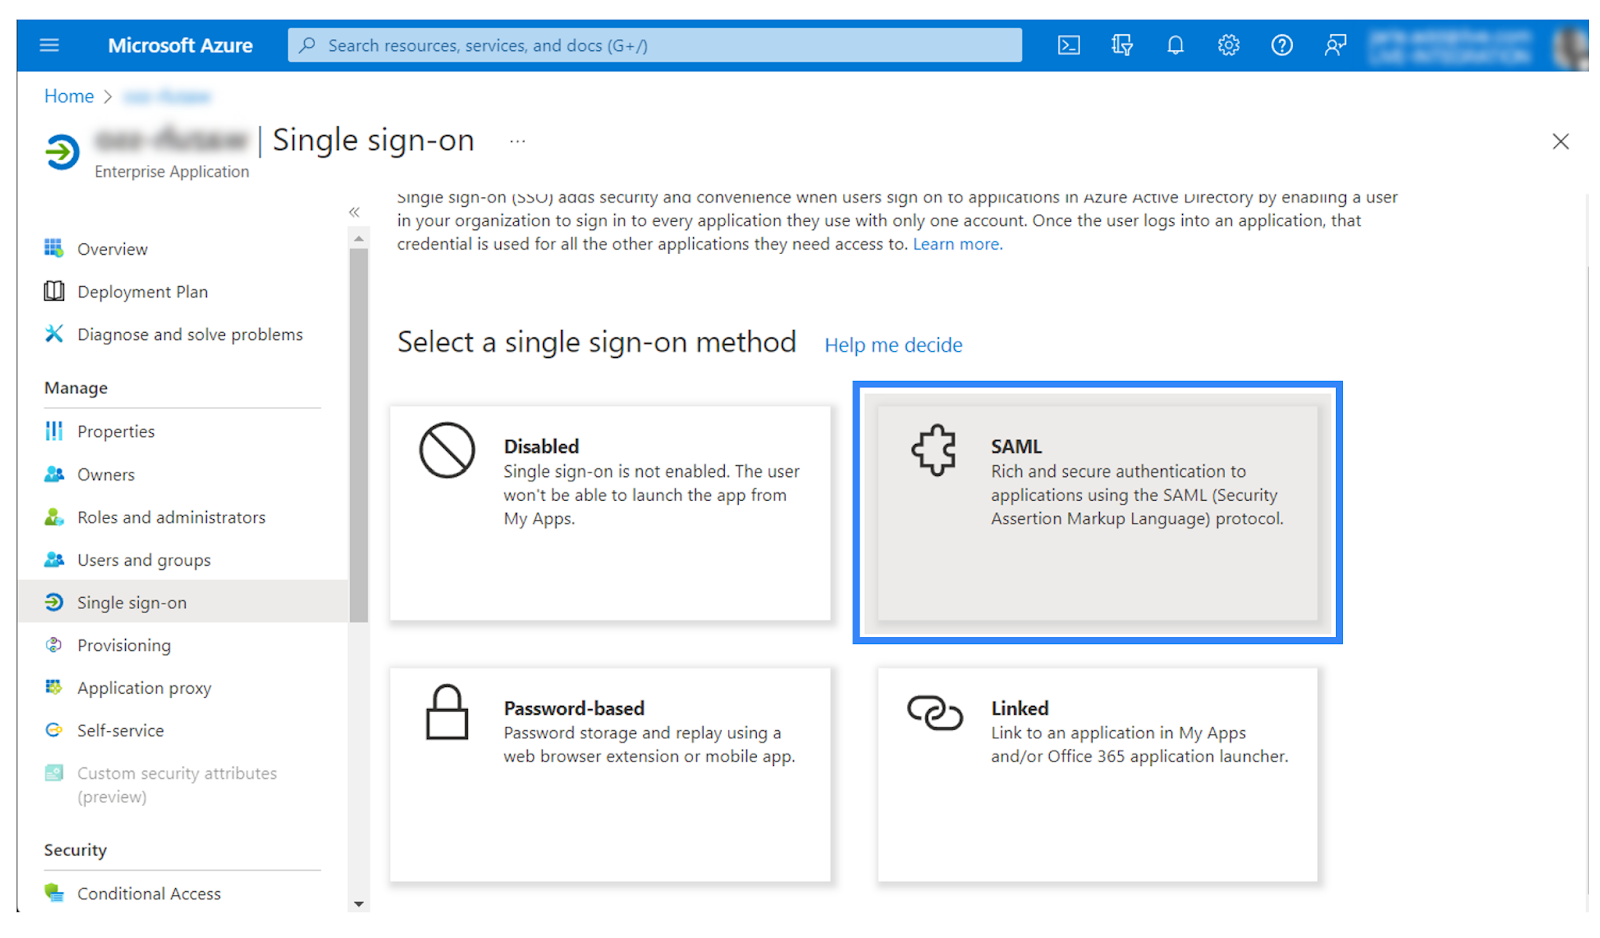 Microsoft Azure
Search resources, services, and docs (G+/)
Home >
| Single sign-on ...
Enterprise Application
Single sign-on (SSO) adds security and convenience when users sign on to applications in Azure Active Directory by enabling a user
in your organization to sign in to every application they use with only one account. Once the user logs into an application, that
credential is used for all the other applications they need access to. Learn more.
Overview
Deployment Plan
Diagnose and solve problems
Manage
Properties
Owners
Roles and administrators
Users and groups
Single sign-on
Provisioning
Application proxy
Self-service
Custom security attributes
(preview)
Security
Conditional Access
Select a single sign-on method Help me decide
Disabled
Single sign-on is not enabled. The user
won't be able to launch the app from
My Apps.
SAML
Rich and secure authentication to
applications using the SAML (Security
Assertion Markup Language) protocol.
Password-based
Password storage and replay using a
web browser extension or mobile app.
Linked
Link to an application in My Apps
and/or Office 365 application launcher.